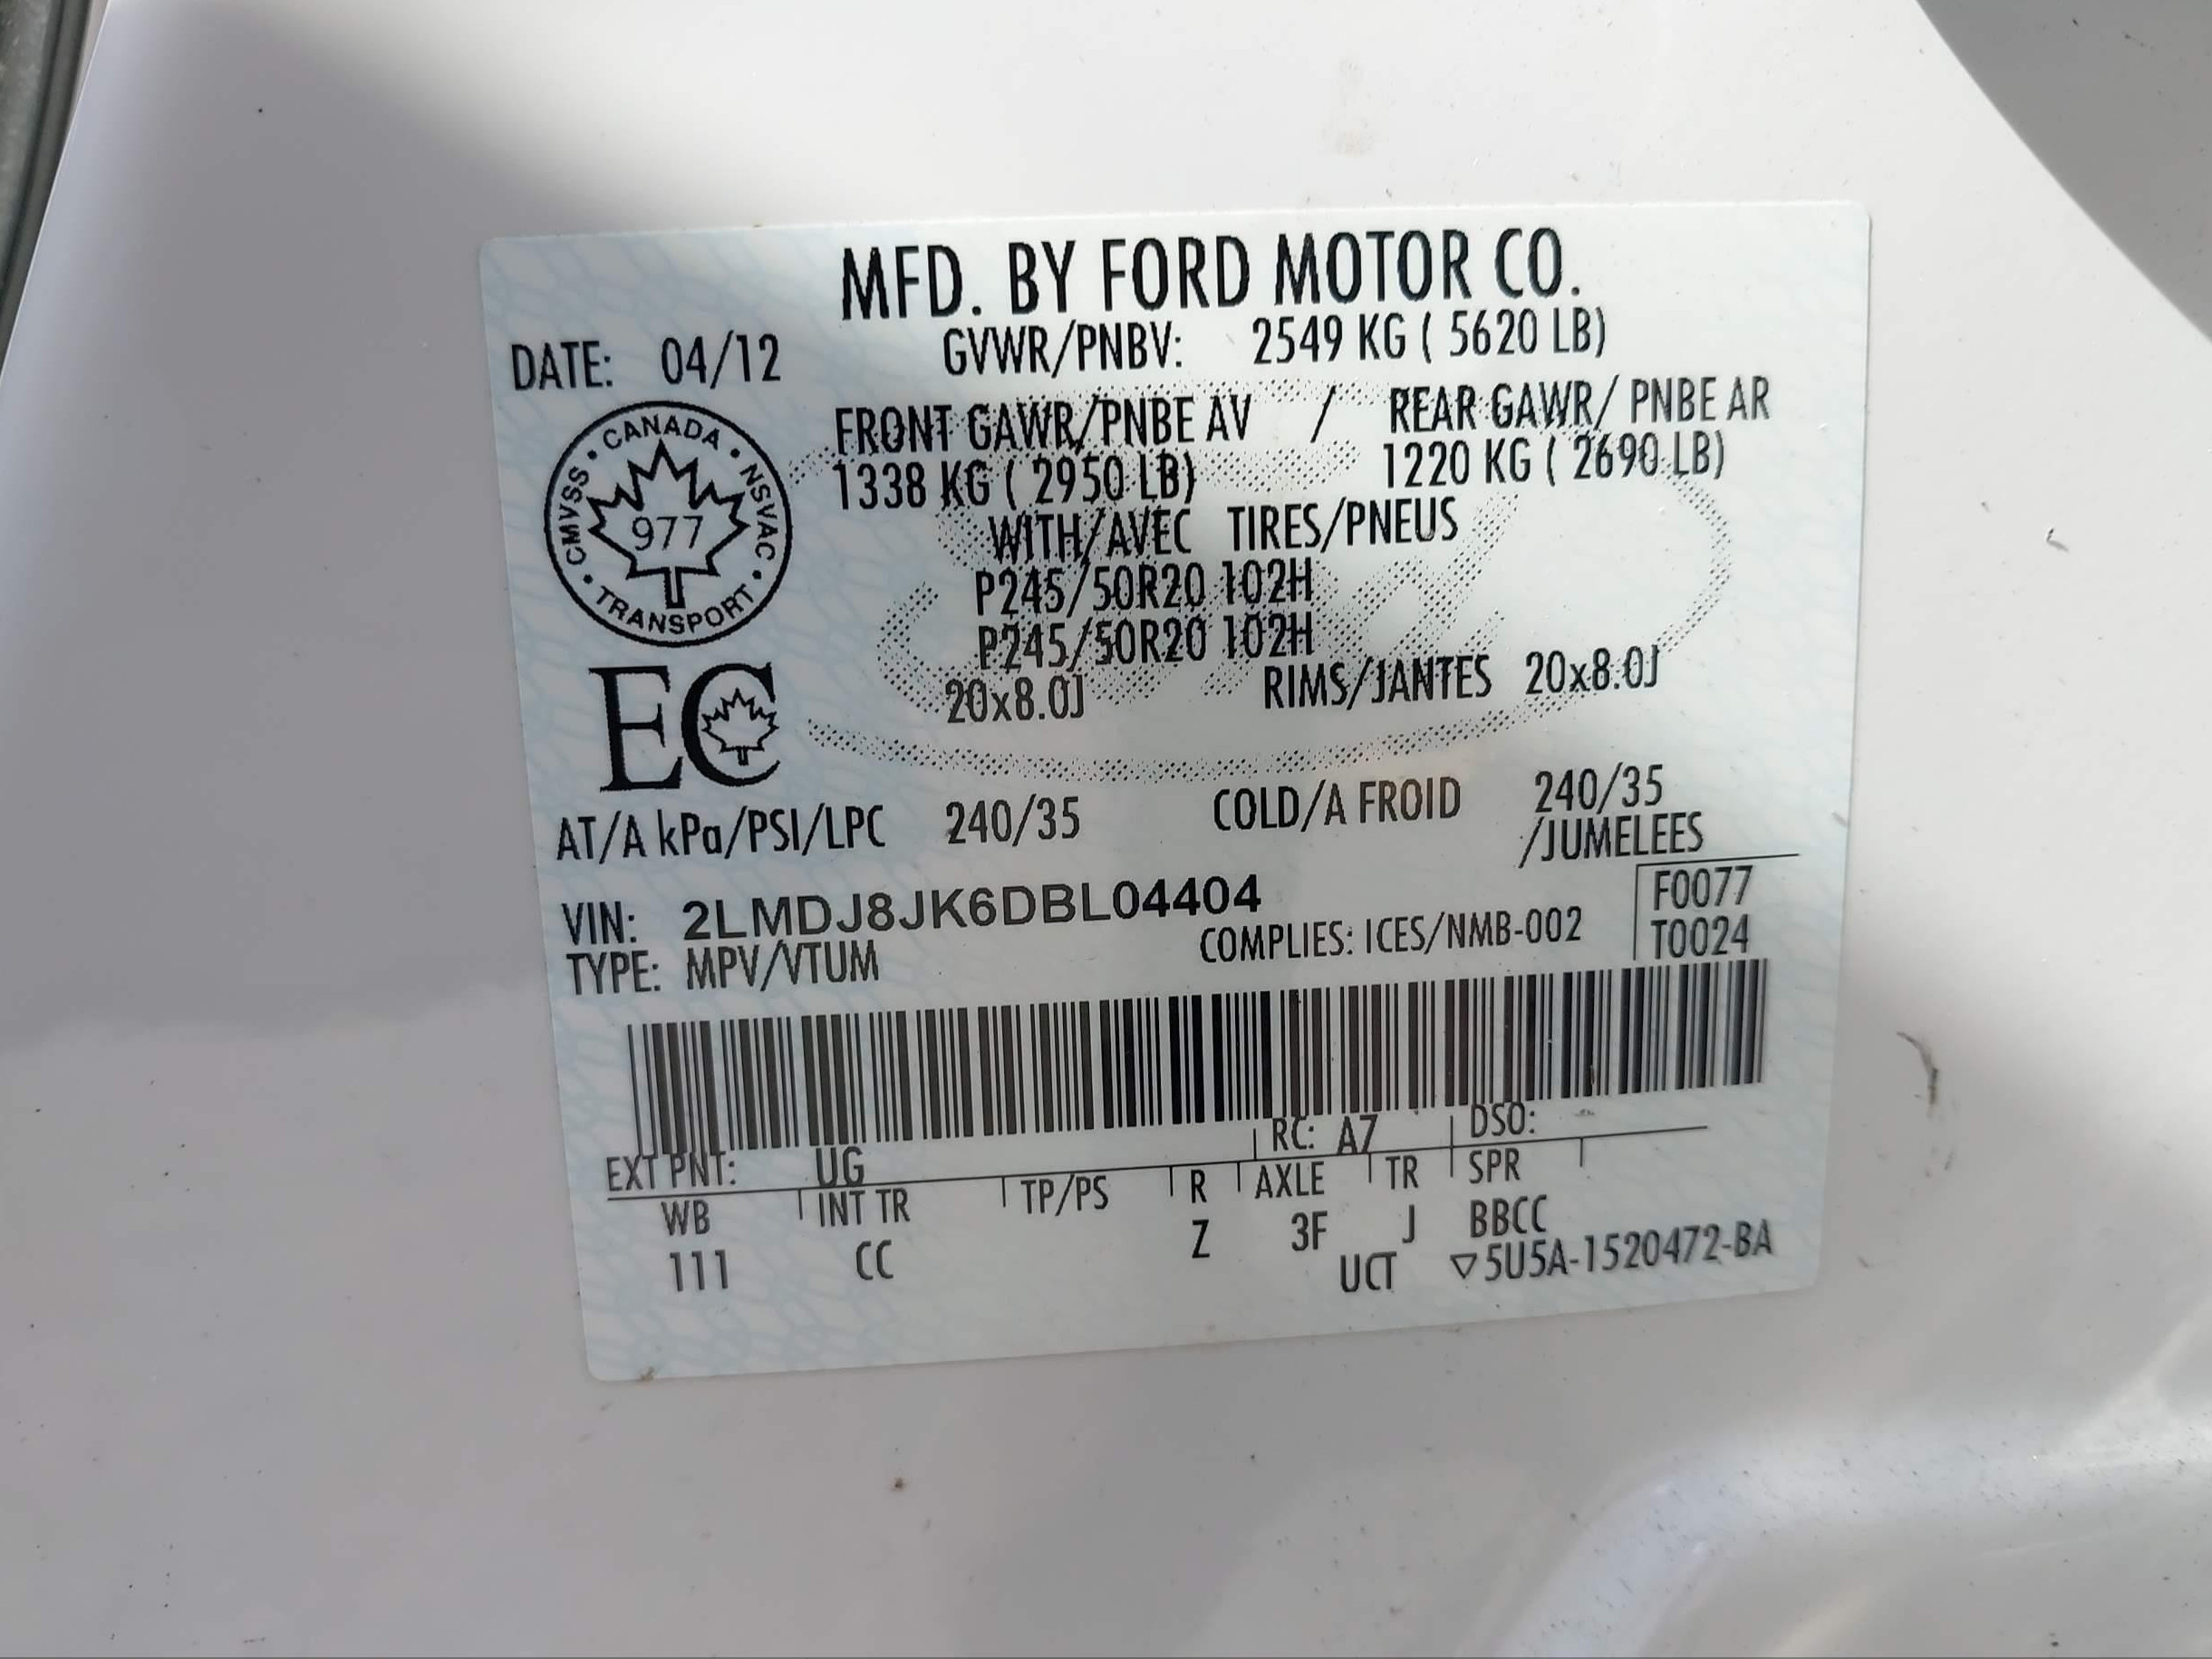 MFD. BY FORD MOTOR CO.
DATE: 04/12 GVWR/PNBV: 2549 KG ( 5620 LB)
FRONT GAWR/PNBE AV / REAR GAWR/ PNBE AR
1338 KG ( 2950 LB) 1220 KG ( 2690 LB)
WITH/AVEC TIRES/PNEUS
P245/50R20 102H
P245/50R20 102H
20x8.0J RIMS/JANTES 20x8.0J
CMVSS • CANADA • NSVAC • TRANSPORT •
977
EC
AT/A kPa/PSI/LPC 240/35 COLD/A FROID 240/35
/JUMELEES
VIN: 2LMDJ8JK6DBL04404 F0077
TYPE: MPV/VTUM COMPLIES: ICES/NMB-002 T0024
EXT PNT: UG RC: A7 DSO:
WB INT TR TP/PS R AXLE TR SPR
111 CC Z 3F J BBCC
UCT ▽5U5A-1520472-BA